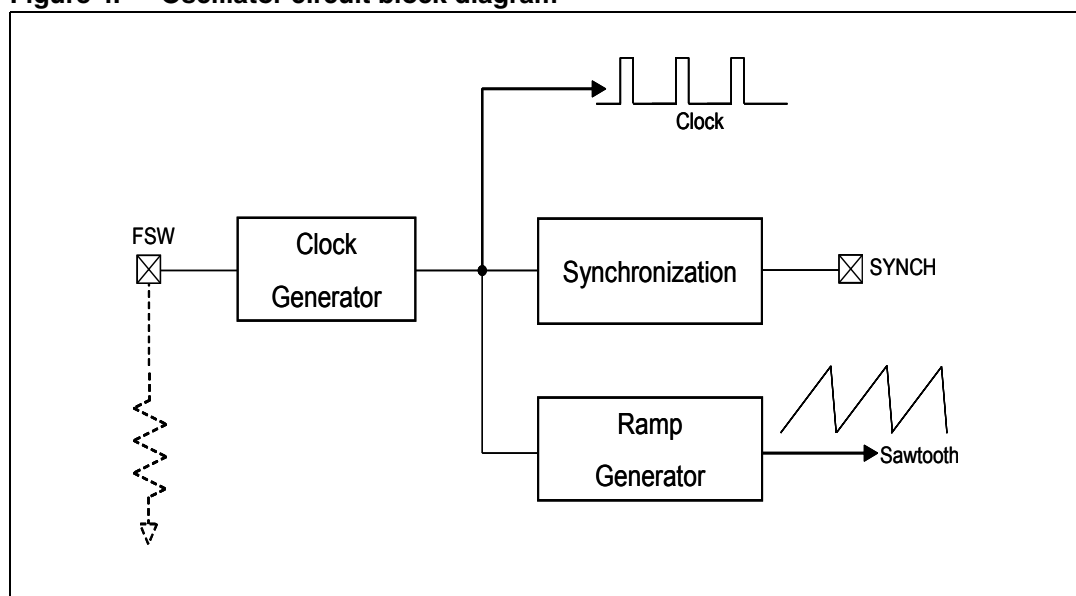 Figure 4. Oscillator circuit block diagram
Clock
FSW
Clock
Generator
Synchronization
SYNCH
Ramp
Generator
Sawtooth